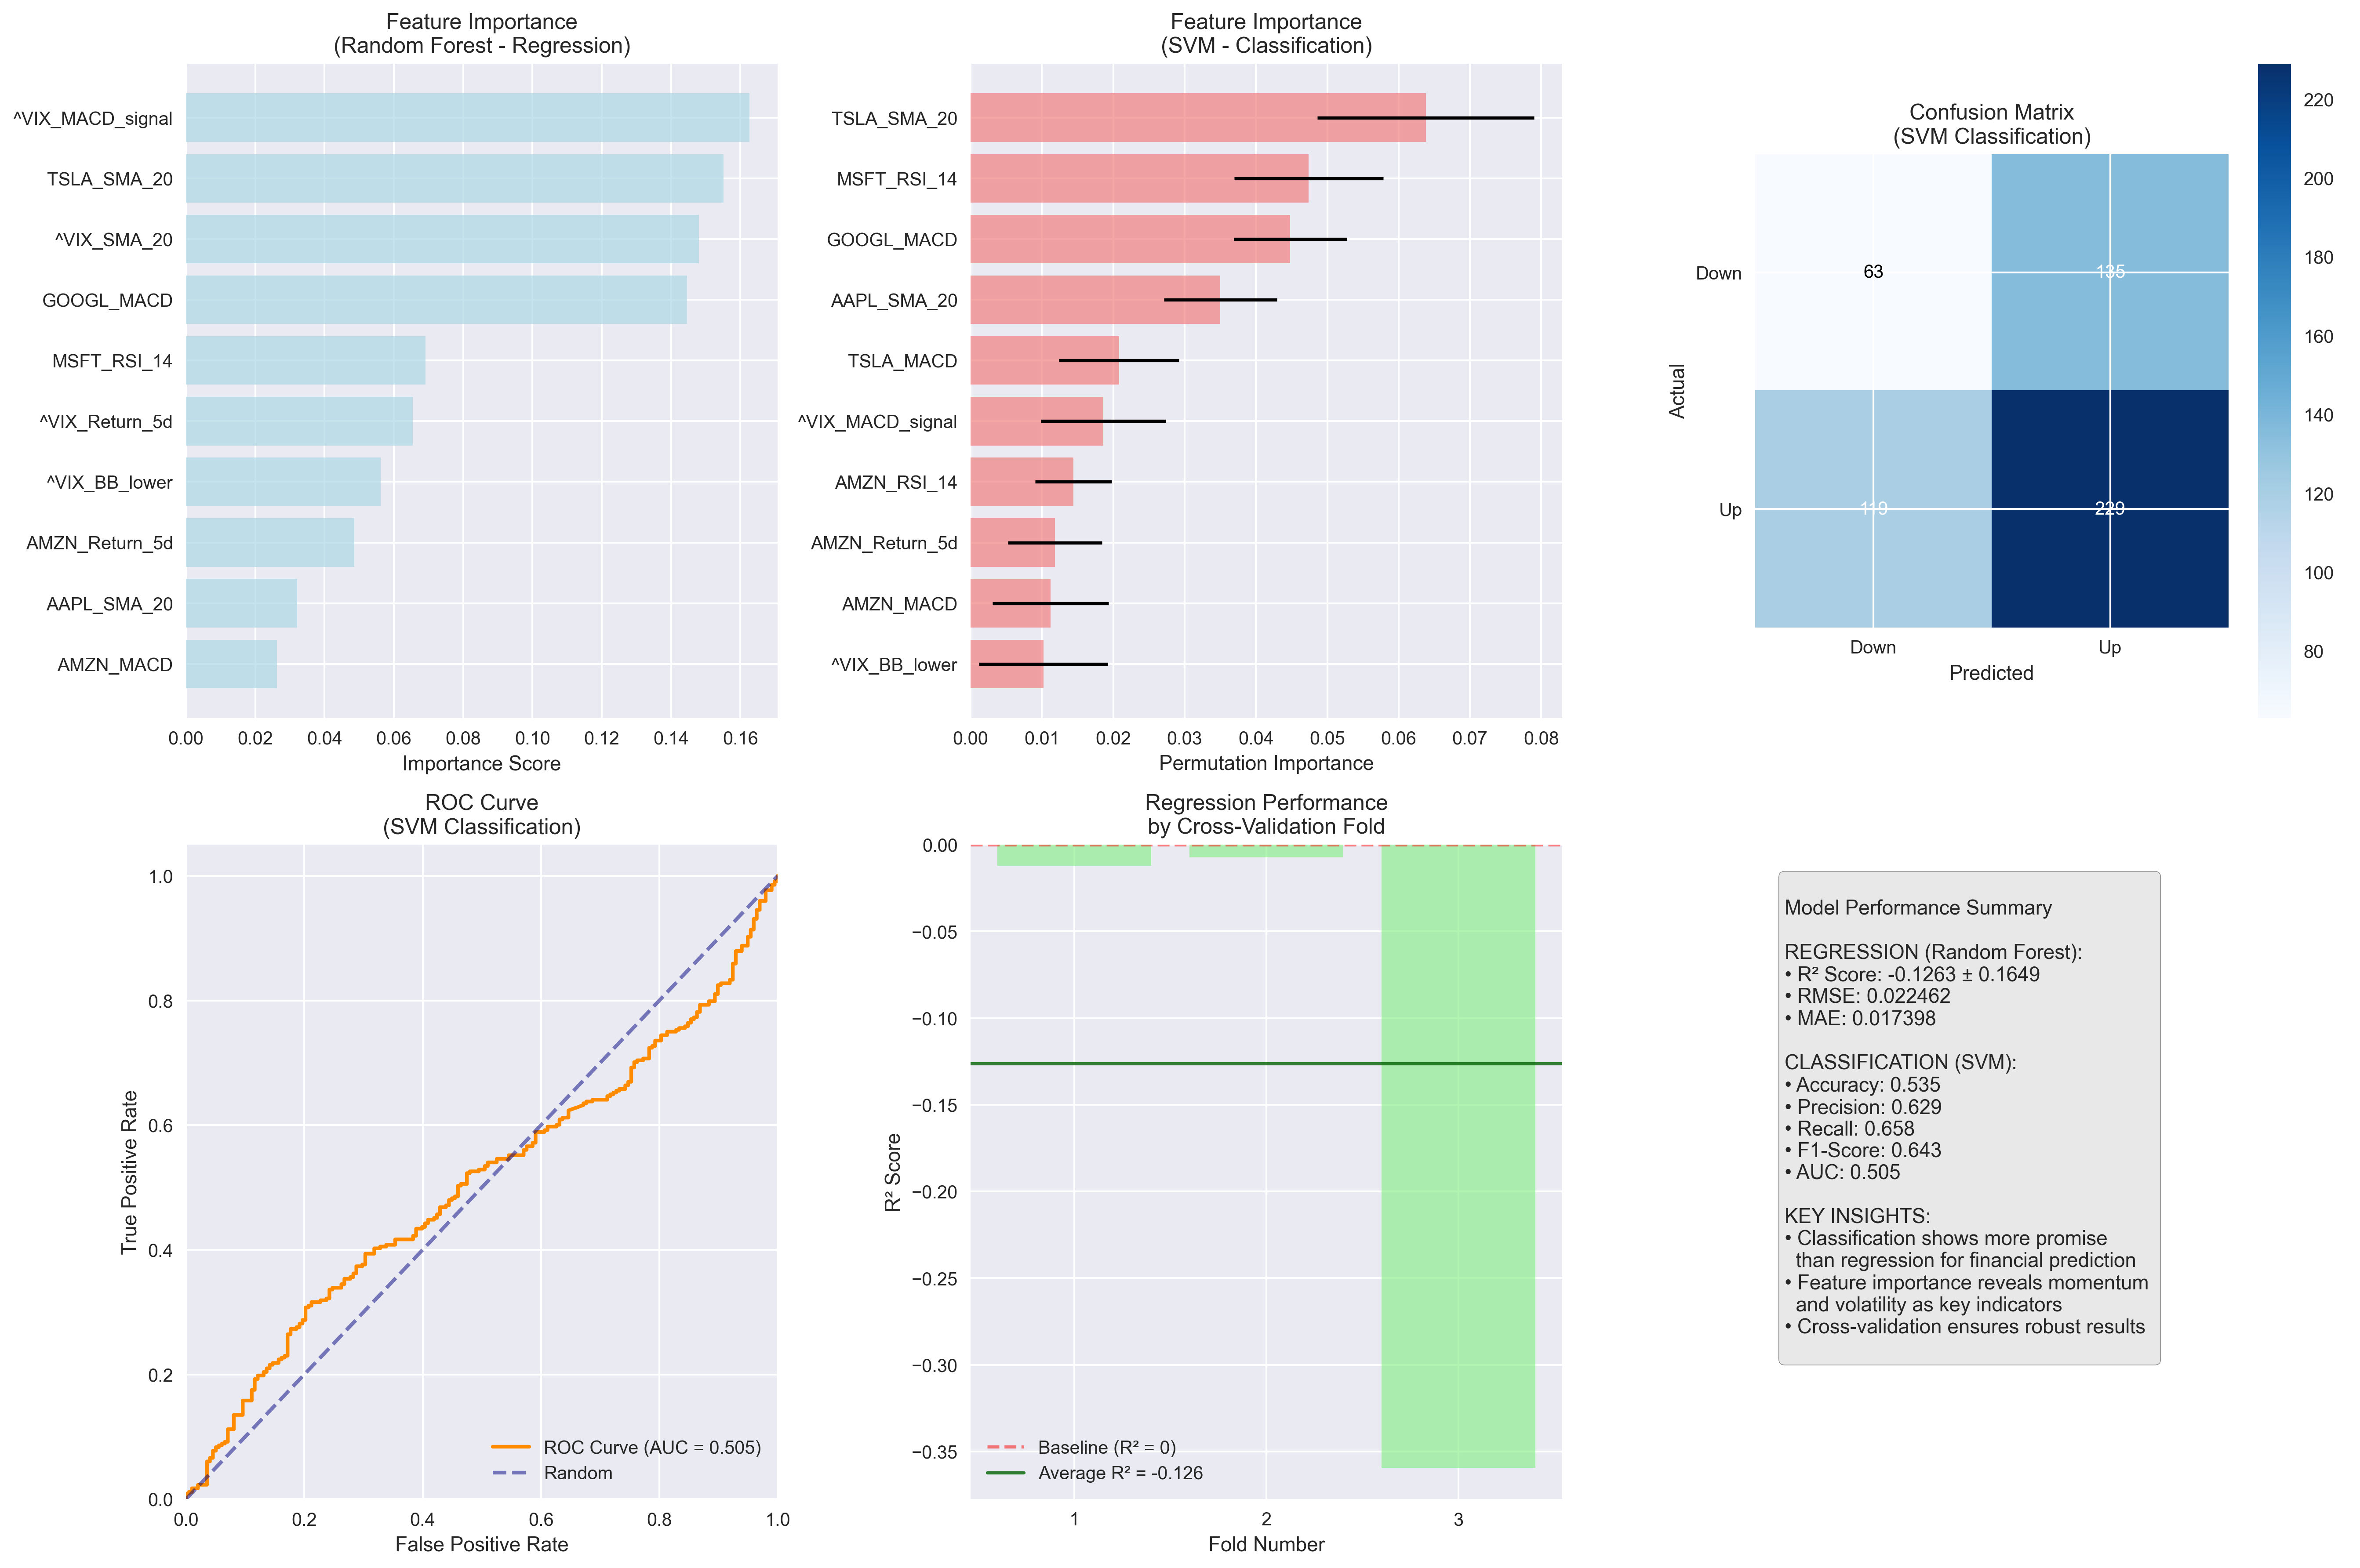 Feature Importance
(Random Forest - Regression)
^VIX_MACD_signal
TSLA_SMA_20
^VIX_SMA_20
GOOGL_MACD
MSFT_RSI_14
^VIX_Return_5d
^VIX_BB_lower
AMZN_Return_5d
AAPL_SMA_20
AMZN_MACD
0.00 0.02 0.04 0.06 0.08 0.10 0.12 0.14 0.16
Importance Score
Feature Importance
(SVM - Classification)
TSLA_SMA_20
MSFT_RSI_14
GOOGL_MACD
AAPL_SMA_20
TSLA_MACD
^VIX_MACD_signal
AMZN_RSI_14
AMZN_Return_5d
AMZN_MACD
^VIX_BB_lower
0.00 0.01 0.02 0.03 0.04 0.05 0.06 0.07 0.08
Permutation Importance
Confusion Matrix
(SVM Classification)
Actual
Down
63 135
Up
119 229
Down Up
Predicted
220
200
180
160
140
120
100
80
ROC Curve
(SVM Classification)
True Positive Rate
1.0
0.8
0.6
0.4
0.2
0.0
ROC Curve (AUC = 0.505)
Random
0.0 0.2 0.4 0.6 0.8 1.0
False Positive Rate
Regression Performance
by Cross-Validation Fold
R² Score
0.00
−0.05
−0.10
−0.15
−0.20
−0.25
−0.30
−0.35
Baseline (R² = 0)
Average R² = -0.126
1 2 3
Fold Number
Model Performance Summary
REGRESSION (Random Forest):
• R² Score: -0.1263 ± 0.1649
• RMSE: 0.022462
• MAE: 0.017398
CLASSIFICATION (SVM):
• Accuracy: 0.535
• Precision: 0.629
• Recall: 0.658
• F1-Score: 0.643
• AUC: 0.505
KEY INSIGHTS:
• Classification shows more promise
than regression for financial prediction
• Feature importance reveals momentum
and volatility as key indicators
• Cross-validation ensures robust results